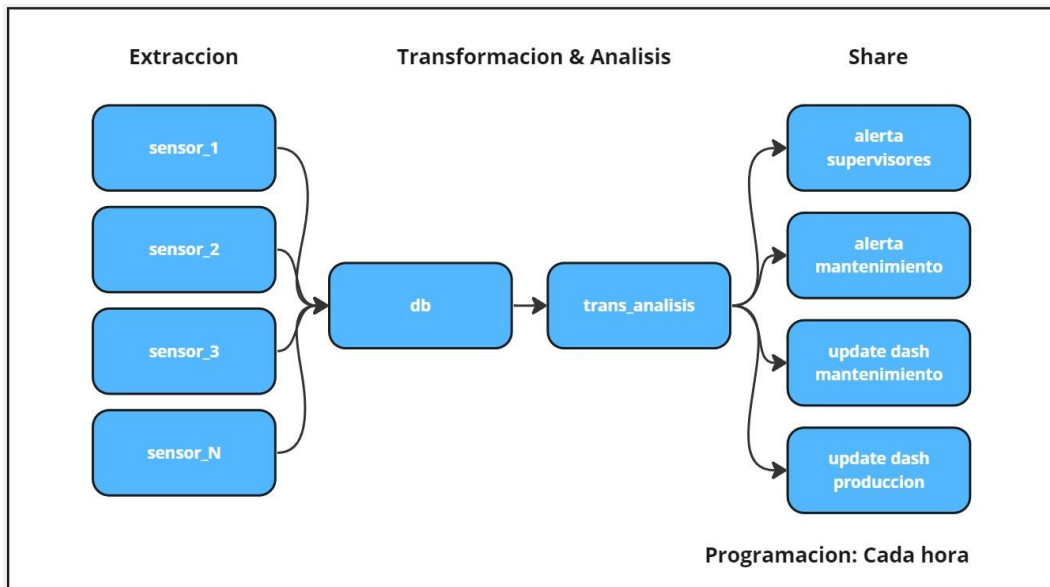 Extraccion
Transformacion & Analisis
Share
sensor_1
sensor_2
sensor_3
sensor_N
db
trans_analisis
alerta
supervisores
alerta
mantenimiento
update dash
mantenimiento
update dash
produccion
Programacion: Cada hora